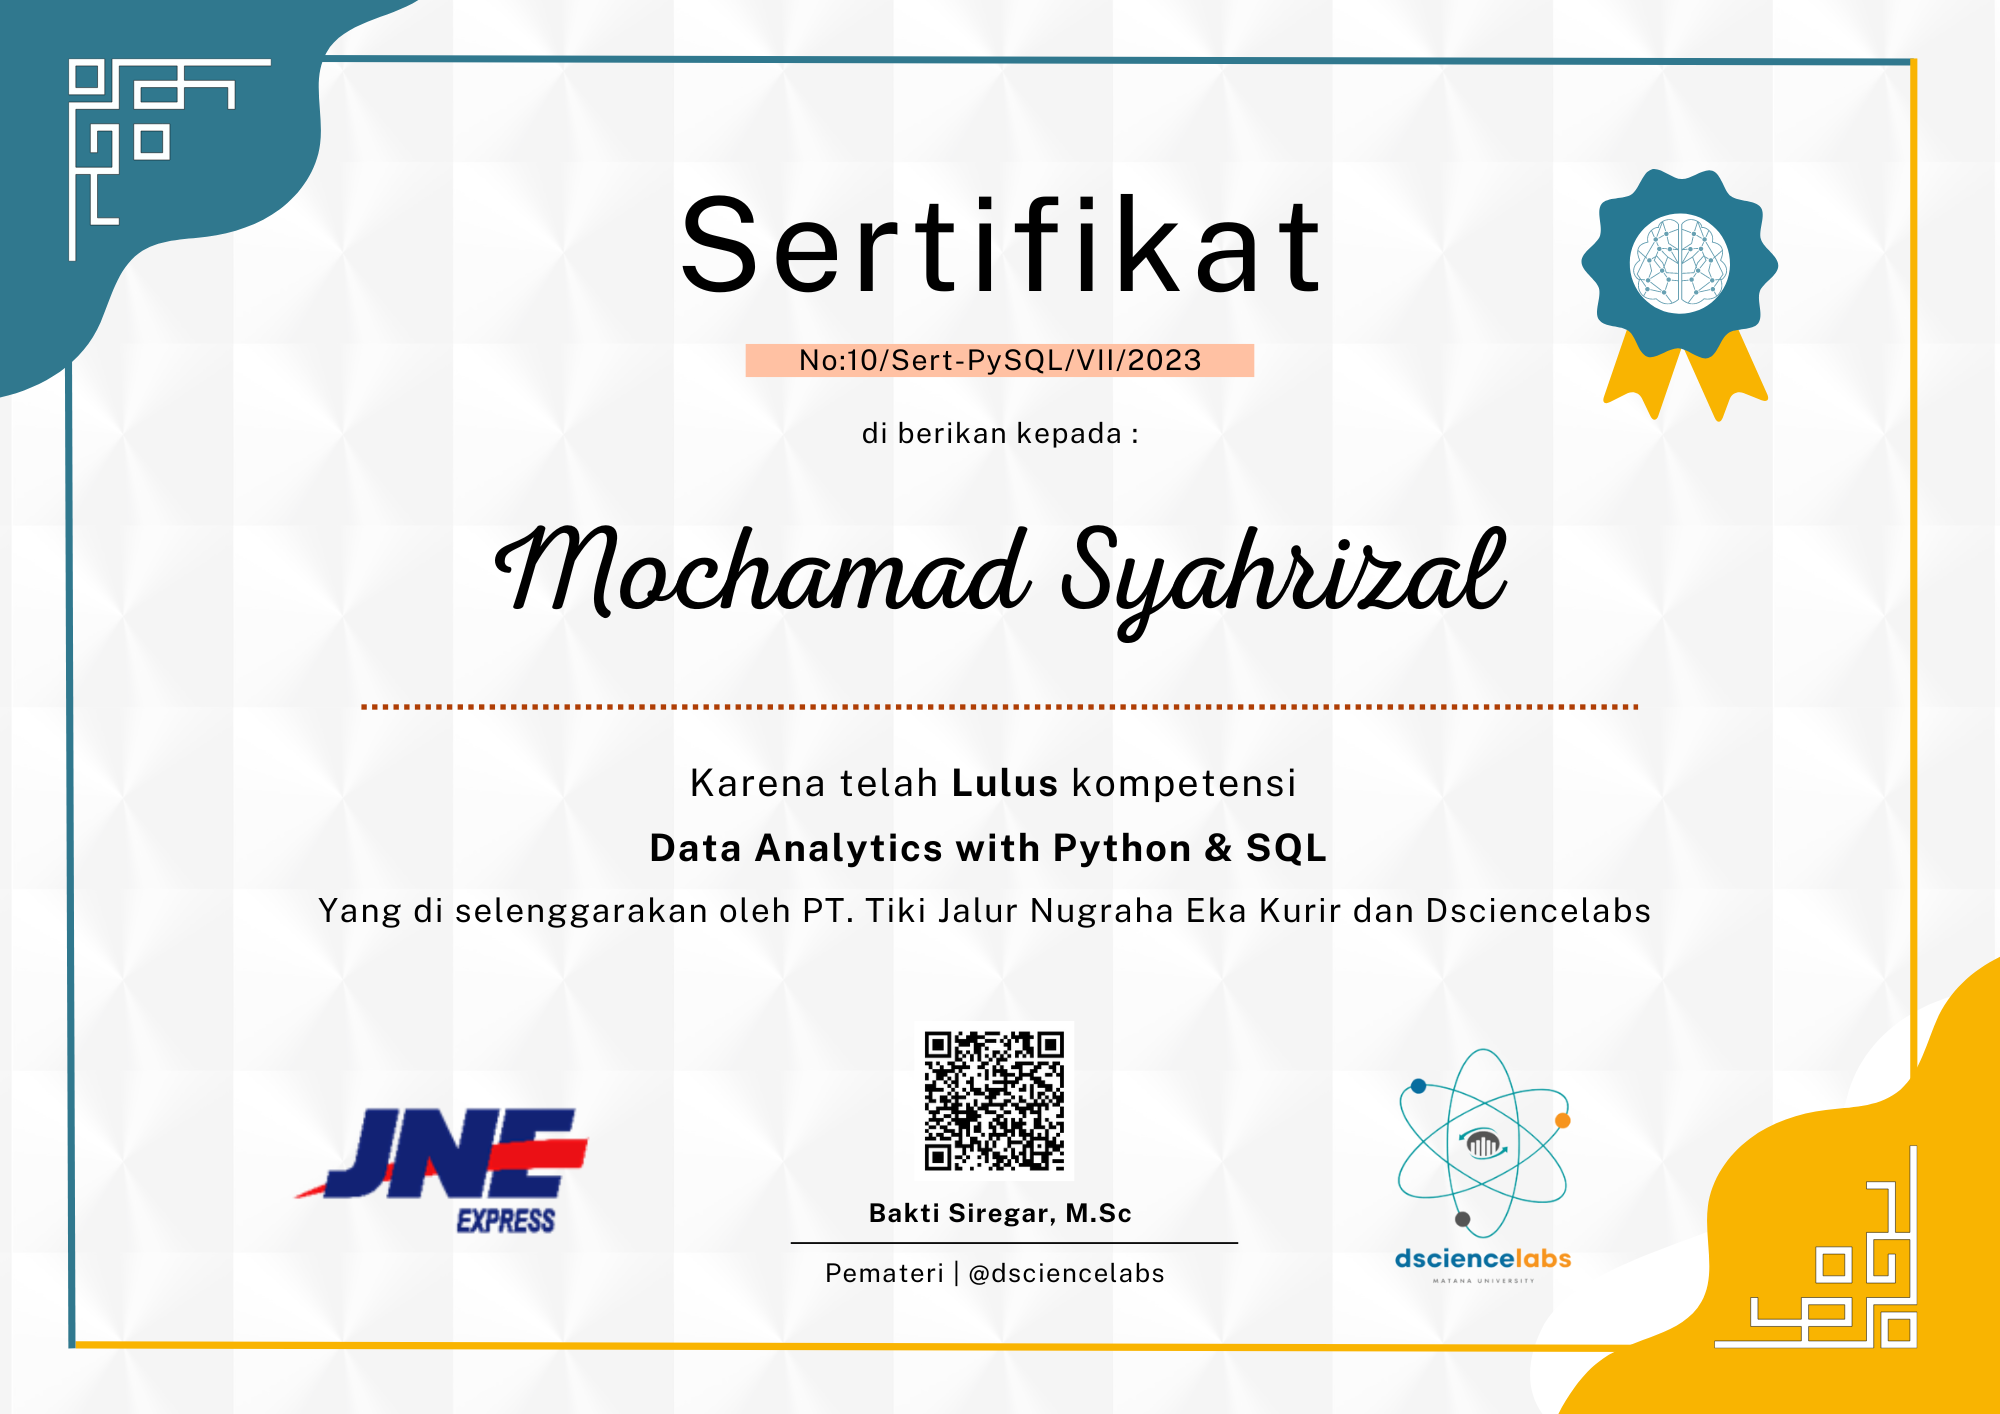 Sertifikat
No:10/Sert-PySQL/VII/2023
di berikan kepada :
Mochamad Syahrizal
Karena telah Lulus kompetensi
Data Analytics with Python & SQL
Yang di selenggarakan oleh PT. Tiki Jalur Nugraha Eka Kurir dan Dsciencelabs
JNE
EXPRESS
Bakti Siregar, M.Sc
Pemateri | @dsciencelabs
dsciencelabs
MATANA UNIVERSITY